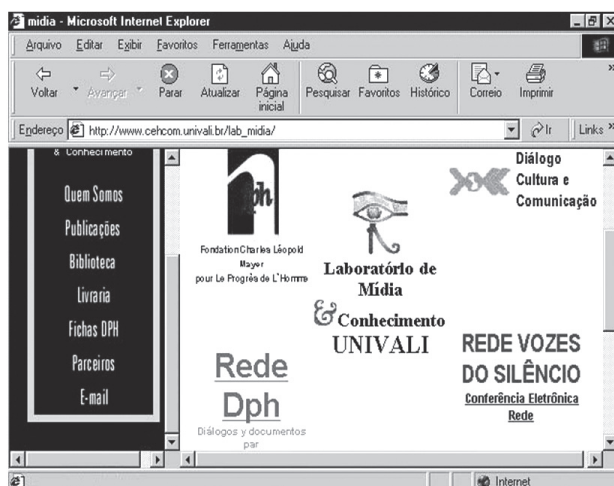 midia - Microsoft Internet Explorer
Arquivo Editar Exibir Favoritos Ferramentas Ajuda
Voltar Avançar Parar Atualizar Página inicial Pesquisar Favoritos Histórico Correio Imprimir »
Endereço http://www.cehcom.univali.br/lab_midia/ Ir Links »
& Conhecimento
Quem Somos
Publicações
Biblioteca
Livraria
Fichas DPH
Parceiros
E-mail
dph
Fondation Charles Léopold
Mayer
pour Le Progrès de L'Homme
Rede
Dph
Diálogos y documentos
par
Laboratório de
Mídia
& Conhecimento
UNIVALI
Diálogo
Cultura e
Comunicação
REDE VOZES
DO SILÊNCIO
Conferência Eletrônica
Rede
Internet